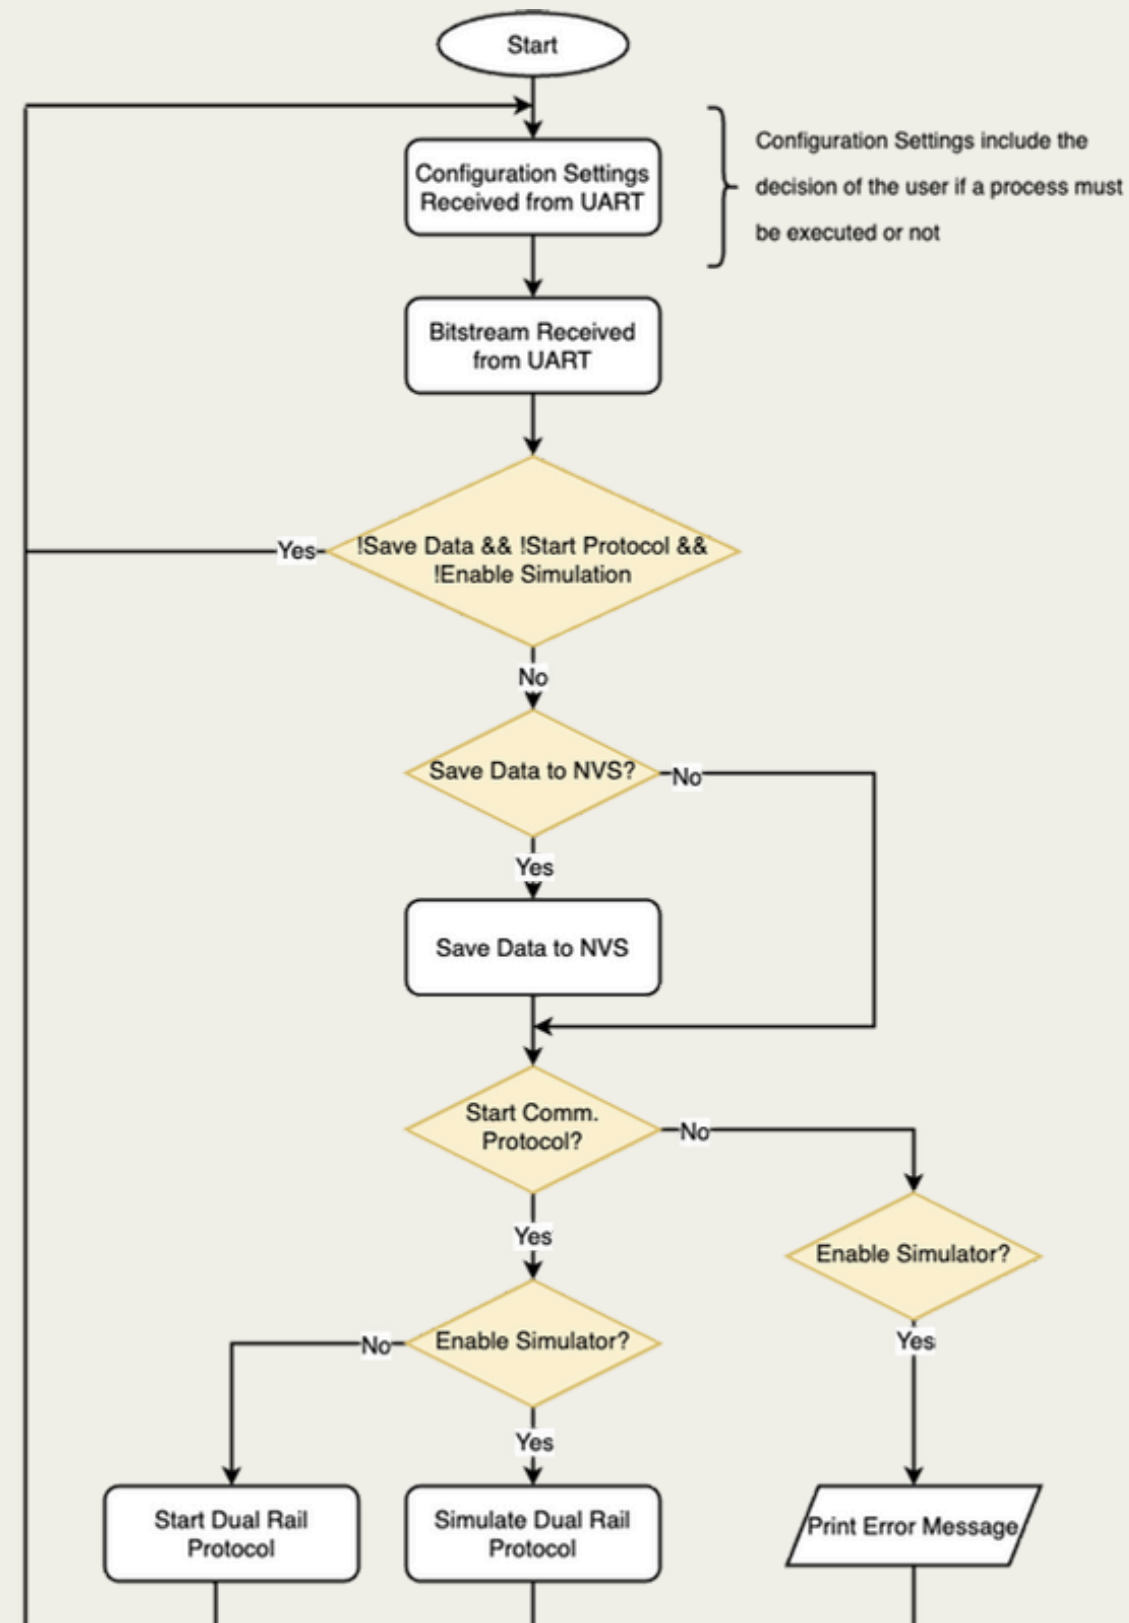 Start
Configuration Settings
Received from UART
Configuration Settings include the
decision of the user if a process must
be executed or not
Bitstream Received
from UART
Yes
!Save Data && !Start Protocol &&
!Enable Simulation
No
Save Data to NVS?
No
Yes
Save Data to NVS
Start Comm.
Protocol?
No
Yes
Enable Simulator?
Enable Simulator?
No
Yes
Yes
Start Dual Rail
Protocol
Simulate Dual Rail
Protocol
Print Error Message